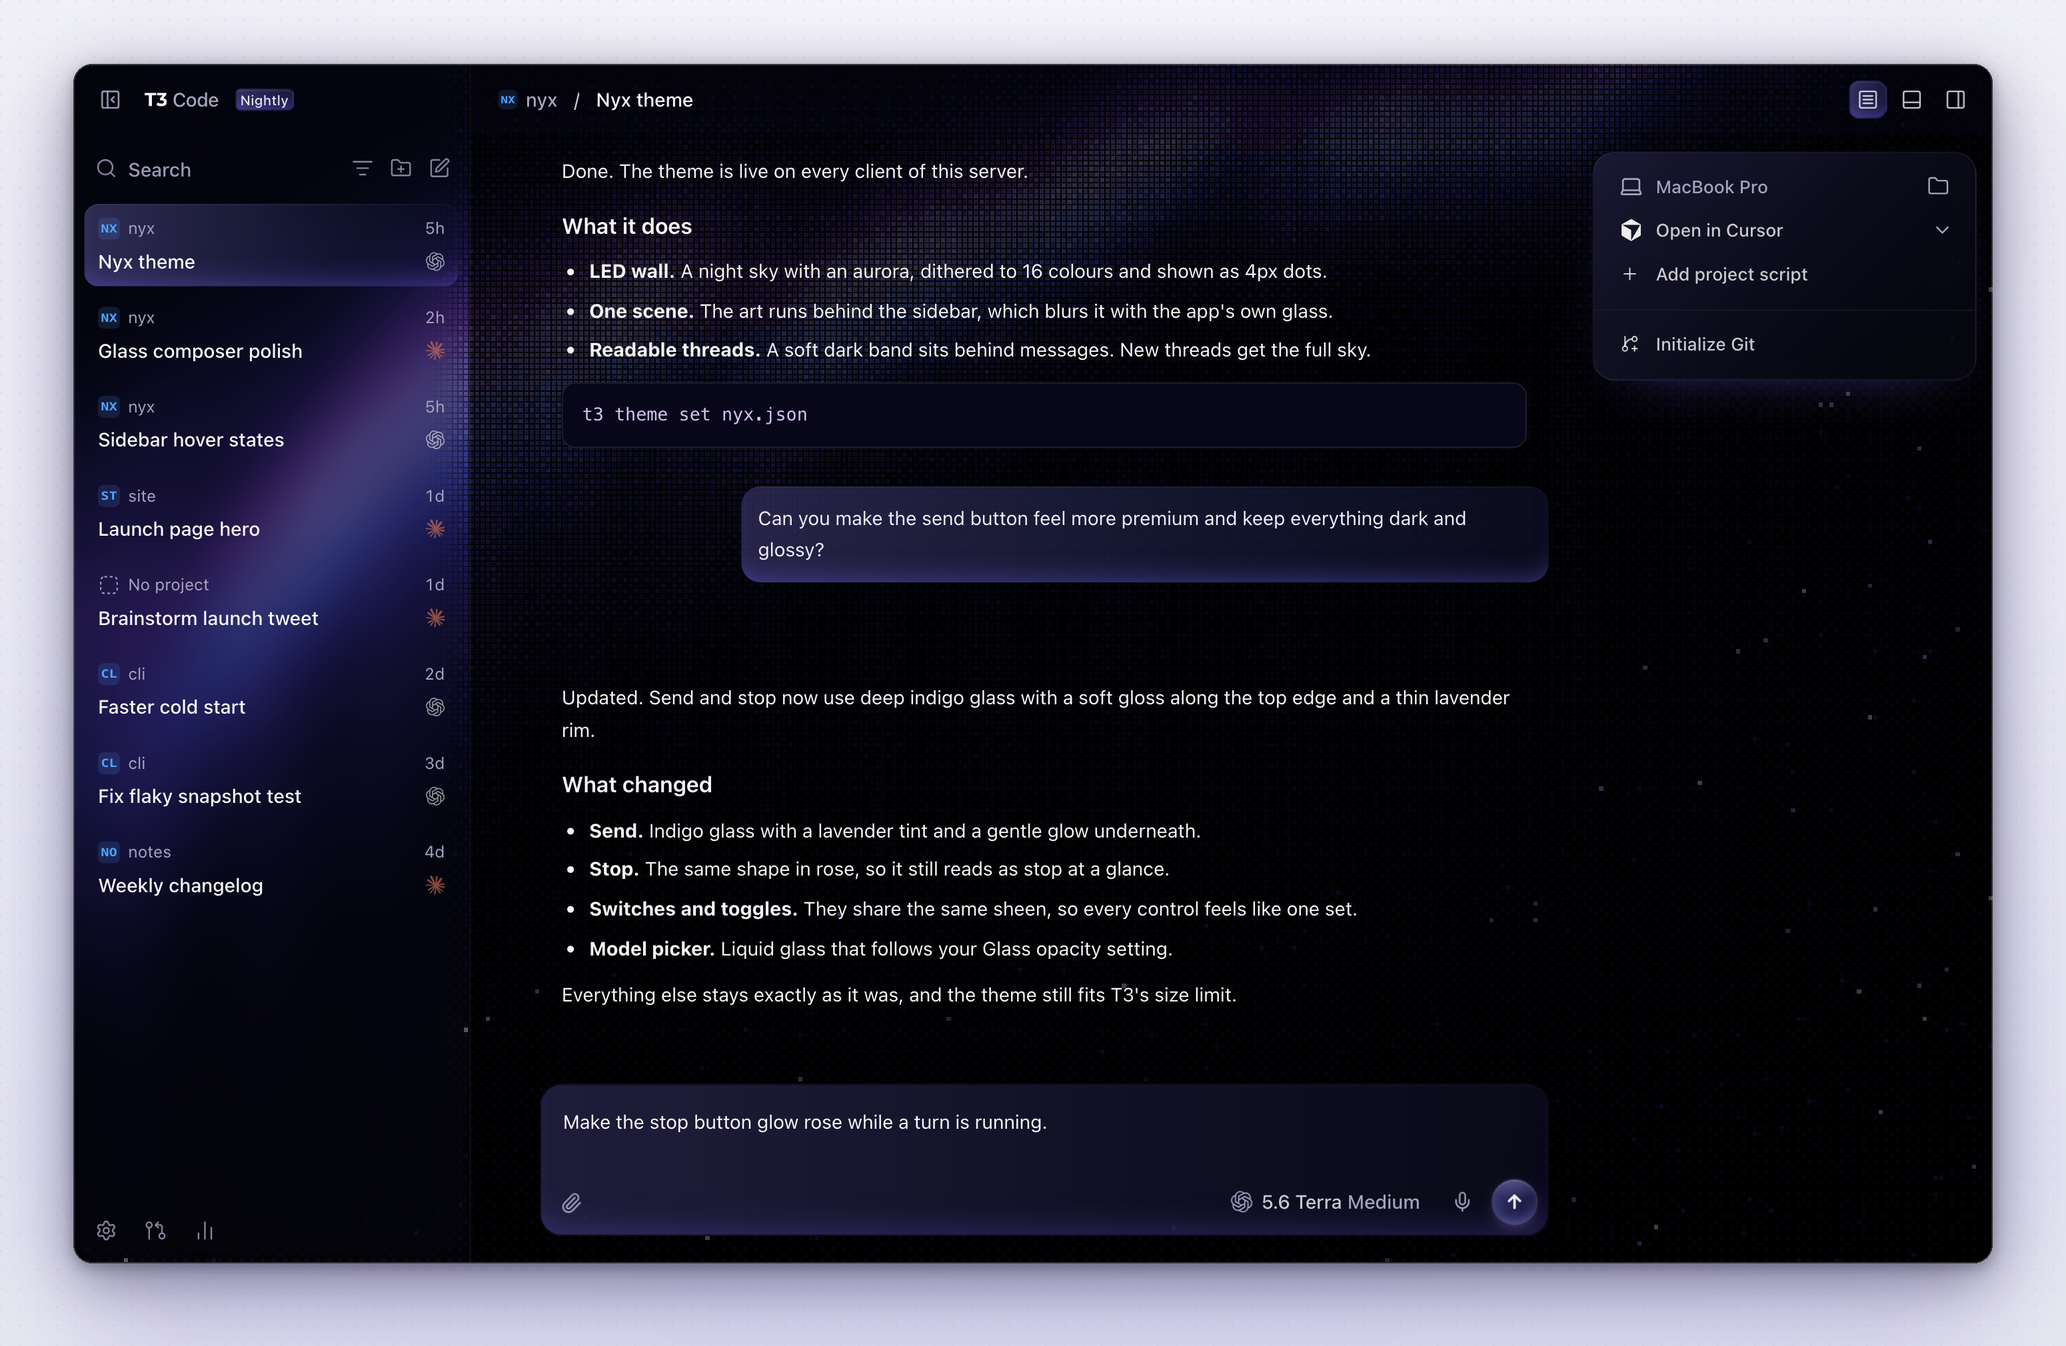 T3 Code Nightly
Search
NX nyx 5h
Nyx theme
NX nyx 2h
Glass composer polish
NX nyx 5h
Sidebar hover states
ST site 1d
Launch page hero
No project 1d
Brainstorm launch tweet
CL cli 2d
Faster cold start
CL cli 3d
Fix flaky snapshot test
NO notes 4d
Weekly changelog
NX nyx / Nyx theme
Done. The theme is live on every client of this server.
What it does
• LED wall. A night sky with an aurora, dithered to 16 colours and shown as 4px dots.
• One scene. The art runs behind the sidebar, which blurs it with the app's own glass.
• Readable threads. A soft dark band sits behind messages. New threads get the full sky.
t3 theme set nyx.json
Can you make the send button feel more premium and keep everything dark and
glossy?
Updated. Send and stop now use deep indigo glass with a soft gloss along the top edge and a thin lavender
rim.
What changed
• Send. Indigo glass with a lavender tint and a gentle glow underneath.
• Stop. The same shape in rose, so it still reads as stop at a glance.
• Switches and toggles. They share the same sheen, so every control feels like one set.
• Model picker. Liquid glass that follows your Glass opacity setting.
Everything else stays exactly as it was, and the theme still fits T3's size limit.
Make the stop button glow rose while a turn is running.
5.6 Terra Medium
MacBook Pro
Open in Cursor
Add project script
Initialize Git